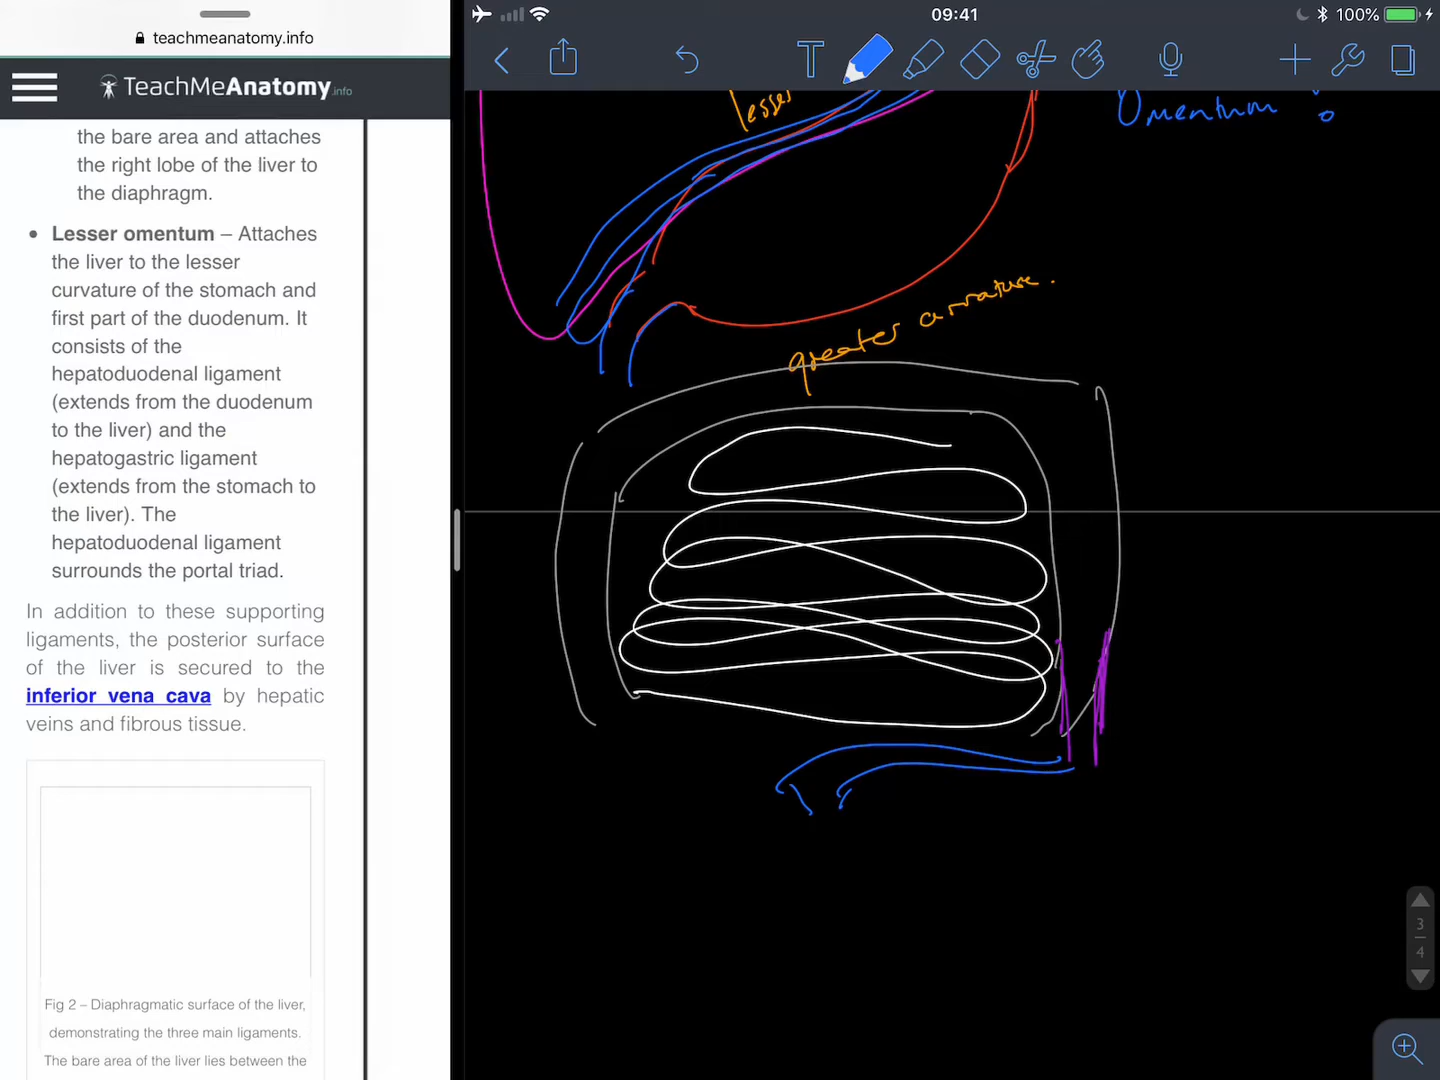 teachmeanatomy.info
09:41
100%
TeachMeAnatomy.info
T
the bare area and attaches
the right lobe of the liver to
the diaphragm.
Lesser omentum – Attaches
the liver to the lesser
curvature of the stomach and
first part of the duodenum. It
consists of the
hepatoduodenal ligament
(extends from the duodenum
to the liver) and the
hepatogastric ligament
(extends from the stomach to
the liver). The
hepatoduodenal ligament
surrounds the portal triad.
In addition to these supporting
ligaments, the posterior surface
of the liver is secured to the
inferior vena cava by hepatic
veins and fibrous tissue.
Fig 2 – Diaphragmatic surface of the liver,
demonstrating the three main ligaments.
The bare area of the liver lies between the
lesser
Omentum
greater
3
4